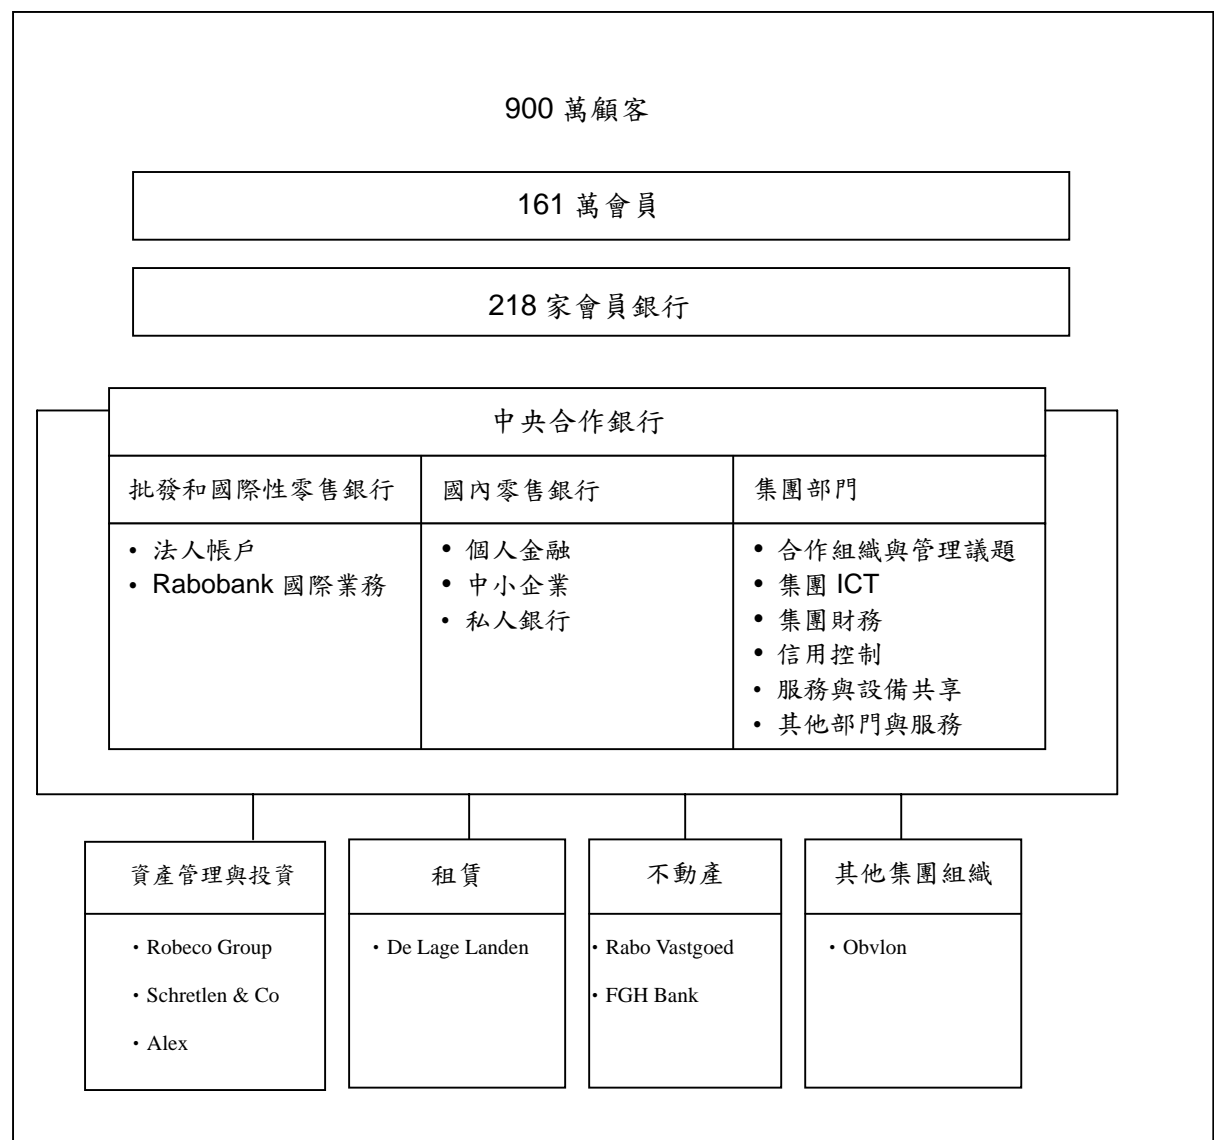 900 萬顧客
161 萬會員
218 家會員銀行
中央合作銀行
批發和國際性零售銀行
• 法人帳戶
• Rabobank 國際業務
國內零售銀行
• 個人金融
• 中小企業
• 私人銀行
集團部門
• 合作組織與管理議題
• 集團 ICT
• 集團財務
• 信用控制
• 服務與設備共享
• 其他部門與服務
資產管理與投資
・Robeco Group
・Schretlen & Co
・Alex
租賃
・De Lage Landen
不動產
・Rabo Vastgoed
・FGH Bank
其他集團組織
・Obvlon